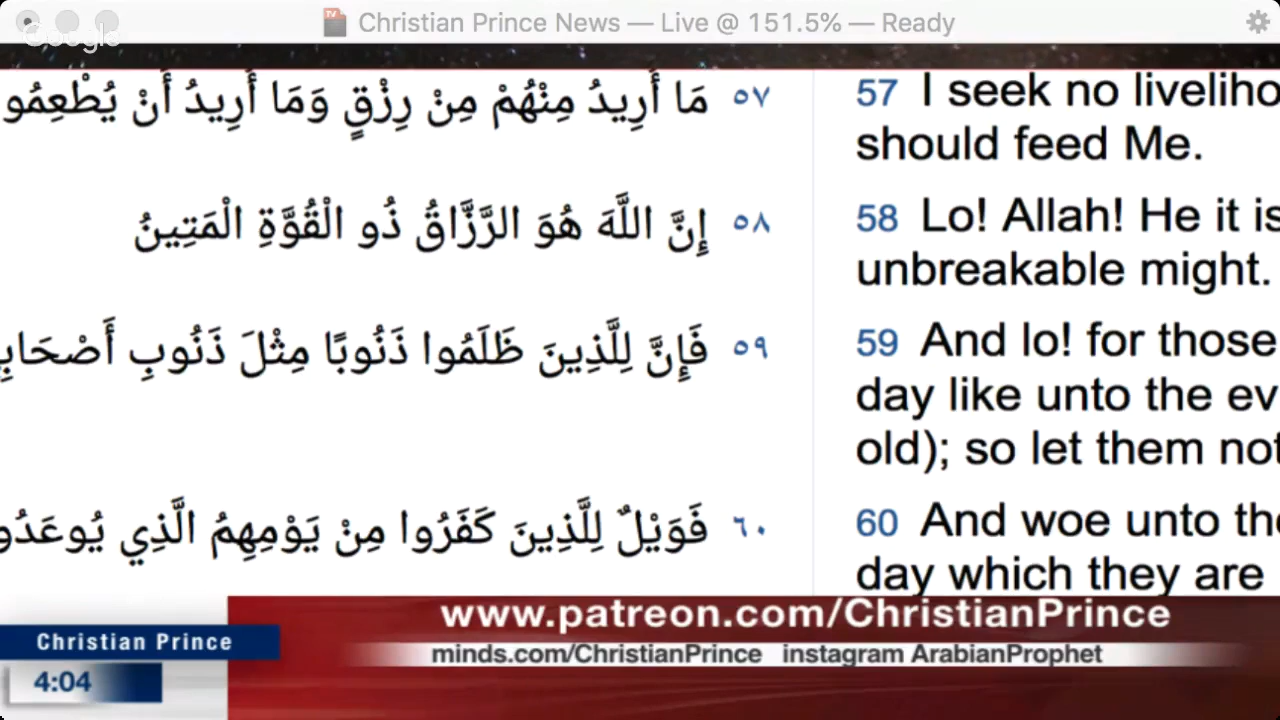 Christian Prince News — Live @ 151.5% — Ready
Google
٥٧ مَا أُرِيدُ مِنْهُمْ مِنْ رِزْقٍ وَمَا أُرِيدُ أَنْ يُطْعِمُو
57 I seek no liveliho
should feed Me.
٥٨ إِنَّ اللَّهَ هُوَ الرَّزَّاقُ ذُو الْقُوَّةِ الْمَتِينُ
58 Lo! Allah! He it is
unbreakable might.
٥٩ فَإِنَّ لِلَّذِينَ ظَلَمُوا ذَنُوبًا مِثْلَ ذَنُوبِ أَصْحَابِ
59 And lo! for those
day like unto the ev
old); so let them not
٦٠ فَوَيْلٌ لِلَّذِينَ كَفَرُوا مِنْ يَوْمِهِمُ الَّذِي يُوعَدُو
60 And woe unto the
day which they are
www.patreon.com/ChristianPrince
Christian Prince
minds.com/ChristianPrince instagram ArabianProphet
4:04